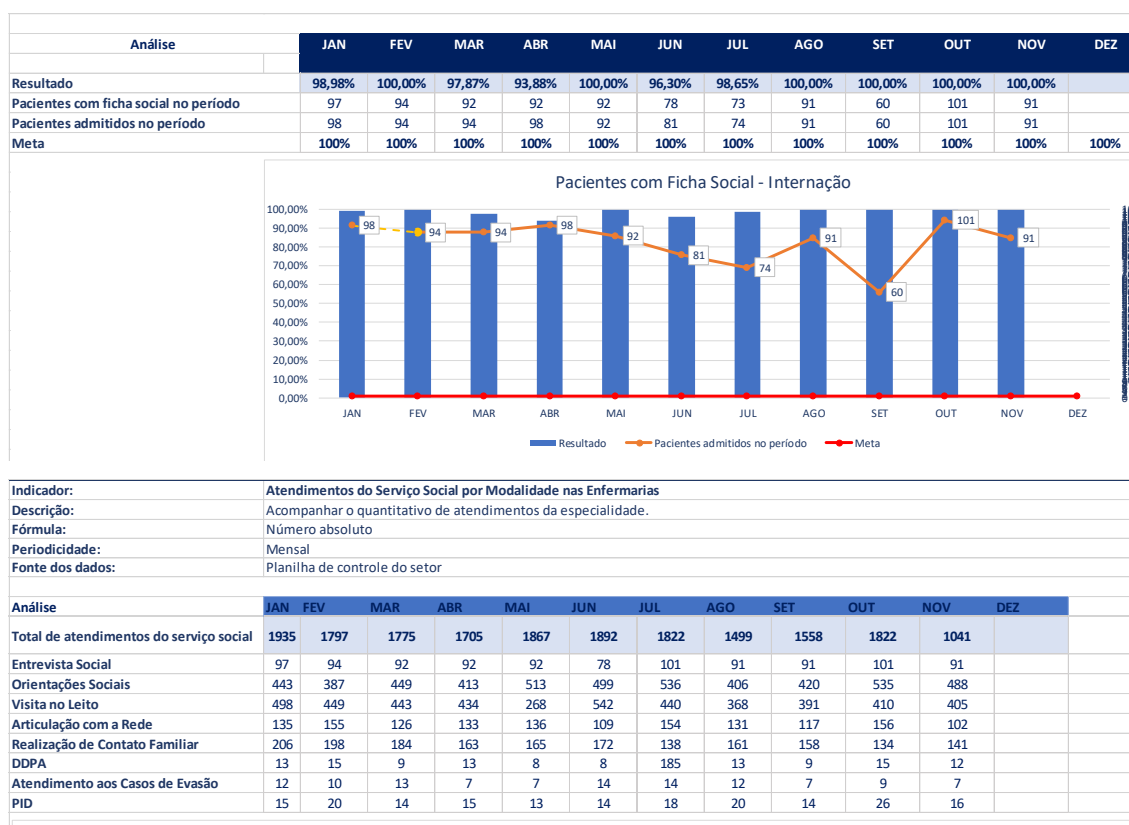 Análise JAN FEV MAR ABR MAI JUN JUL AGO SET OUT NOV DEZ
Resultado 98,98% 100,00% 97,87% 93,88% 100,00% 96,30% 98,65% 100,00% 100,00% 100,00% 100,00%
Pacientes com ficha social no período 97 94 92 92 92 78 73 91 60 101 91
Pacientes admitidos no período 98 94 94 98 92 81 74 91 60 101 91
Meta 100% 100% 100% 100% 100% 100% 100% 100% 100% 100% 100% 100%
Pacientes com Ficha Social - Internação
100,00%
90,00%
80,00%
70,00%
60,00%
50,00%
40,00%
30,00%
20,00%
10,00%
0,00%
98 94 94 98 92 81 74 91 60 101 91
JAN FEV MAR ABR MAI JUN JUL AGO SET OUT NOV DEZ
Resultado Pacientes admitidos no período Meta
Indicador: Atendimentos do Serviço Social por Modalidade nas Enfermarias
Descrição: Acompanhar o quantitativo de atendimentos da especialidade.
Fórmula: Número absoluto
Periodicidade: Mensal
Fonte dos dados: Planilha de controle do setor
Análise JAN FEV MAR ABR MAI JUN JUL AGO SET OUT NOV DEZ
Total de atendimentos do serviço social 1935 1797 1775 1705 1867 1892 1822 1499 1558 1822 1041
Entrevista Social 97 94 92 92 92 78 101 91 91 101 91
Orientações Sociais 443 387 449 413 513 499 536 406 420 535 488
Visita no Leito 498 449 443 434 268 542 440 368 391 410 405
Articulação com a Rede 135 155 126 133 136 109 154 131 117 156 102
Realização de Contato Familiar 206 198 184 163 165 172 138 161 158 134 141
DDPA 13 15 9 13 8 8 185 13 9 15 12
Atendimento aos Casos de Evasão 12 10 13 7 7 14 14 12 7 9 7
PID 15 20 14 15 13 14 18 20 14 26 16